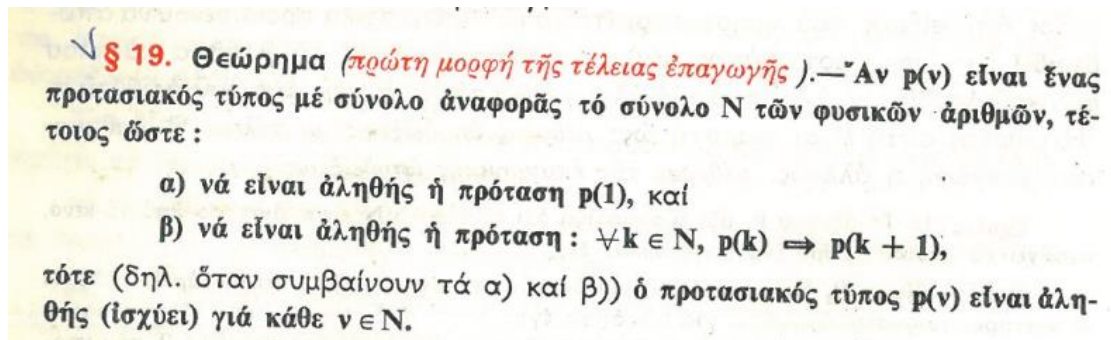 § 19. Θεώρημα (πρώτη μορφή τῆς τέλειας ἐπαγωγῆς ).—Ἄν p(ν) εἶναι ἕνας
προτασιακός τύπος μέ σύνολο ἀναφορᾶς τό σύνολο Ν τῶν φυσικῶν ἀριθμῶν, τέ-
τοιος ὥστε :
α) νά εἶναι ἀληθής ἡ πρόταση p(1), καί
β) νά εἶναι ἀληθής ἡ πρόταση : ∀k ∈ N, p(k) ⟹ p(k + 1),
τότε (δηλ. ὅταν συμβαίνουν τά α) καί β)) ὁ προτασιακός τύπος p(ν) εἶναι ἀλη-
θής (ἰσχύει) γιά κάθε ν ∈ N.